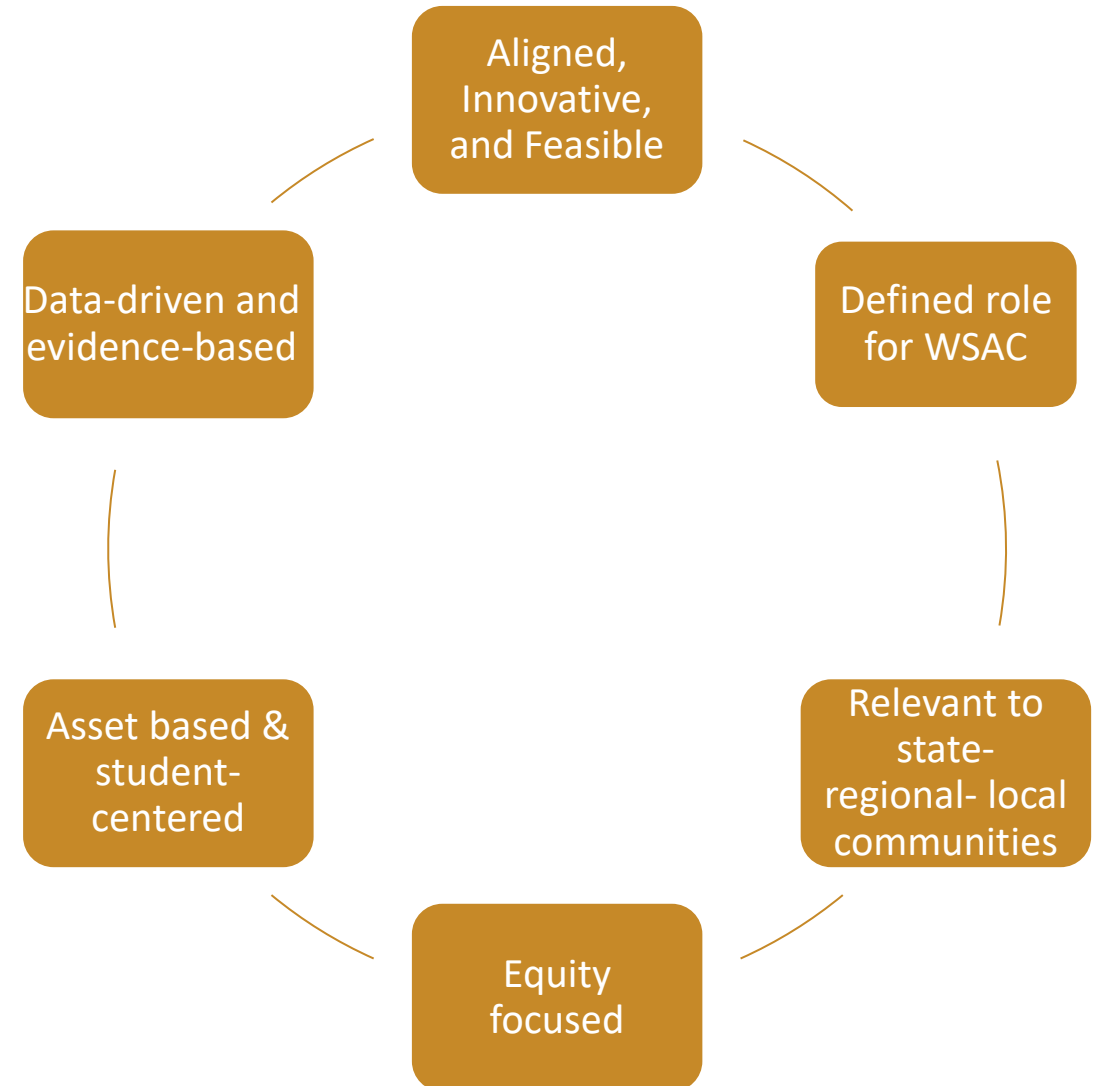 Aligned,
Innovative,
and Feasible
Defined role
for WSAC
Relevant to
state-
regional- local
communities
Equity
focused
Asset based &
student-
centered
Data-driven and
evidence-based